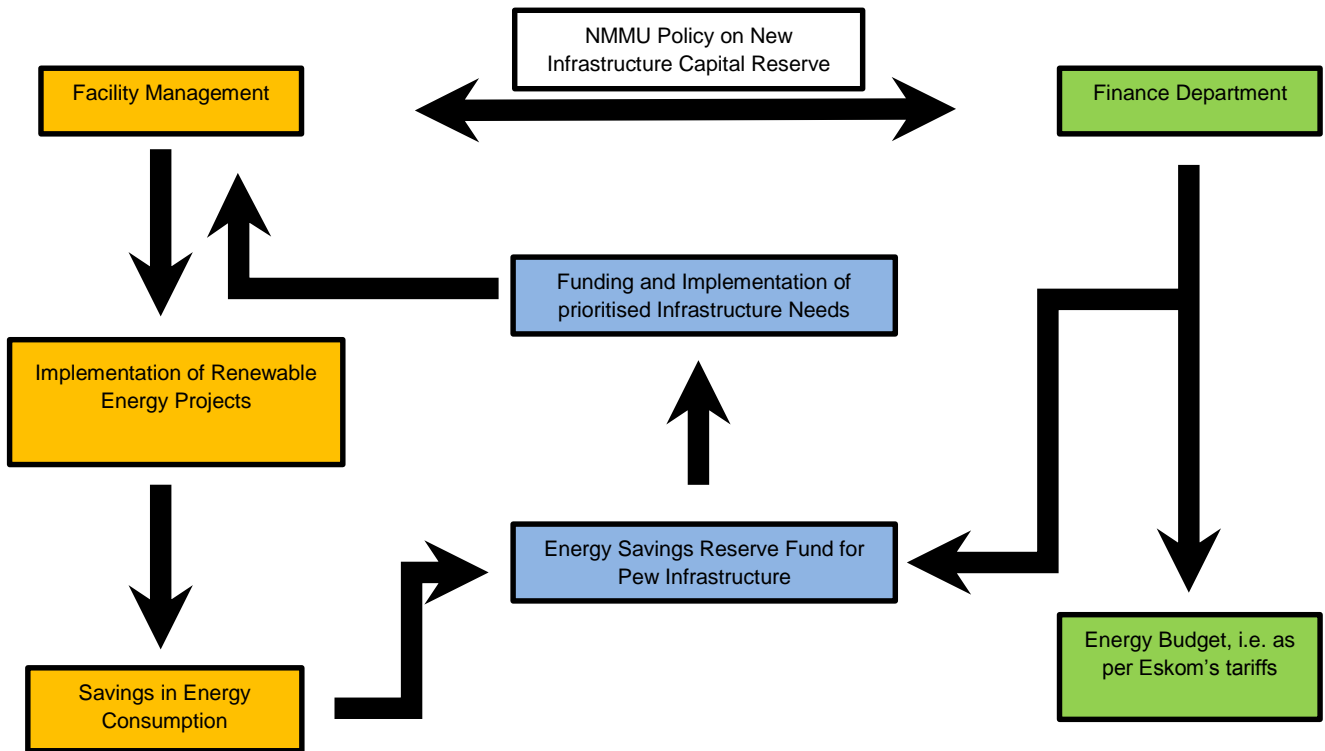 NMMU Policy on New
Infrastructure Capital Reserve
Facility Management
Finance Department
Funding and Implementation of
prioritised Infrastructure Needs
Implementation of Renewable
Energy Projects
Energy Savings Reserve Fund for
Pew Infrastructure
Savings in Energy
Consumption
Energy Budget, i.e. as
per Eskom’s tariffs